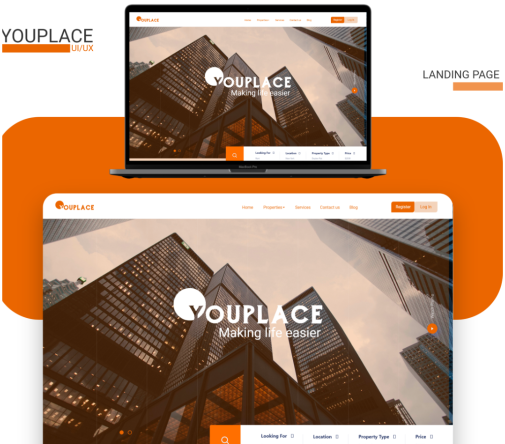 YOUPLACE
UI/UX
LANDING PAGE
YOUPLACE
Home Properties Services Contact us Blog
Register Log in
YOUPLACE
Making life easier
Looking For Location Property Type Price
YOUPLACE
Home Properties Services Contact us Blog
Register Log in
YOUPLACE
Making life easier
Looking For Location Property Type Price